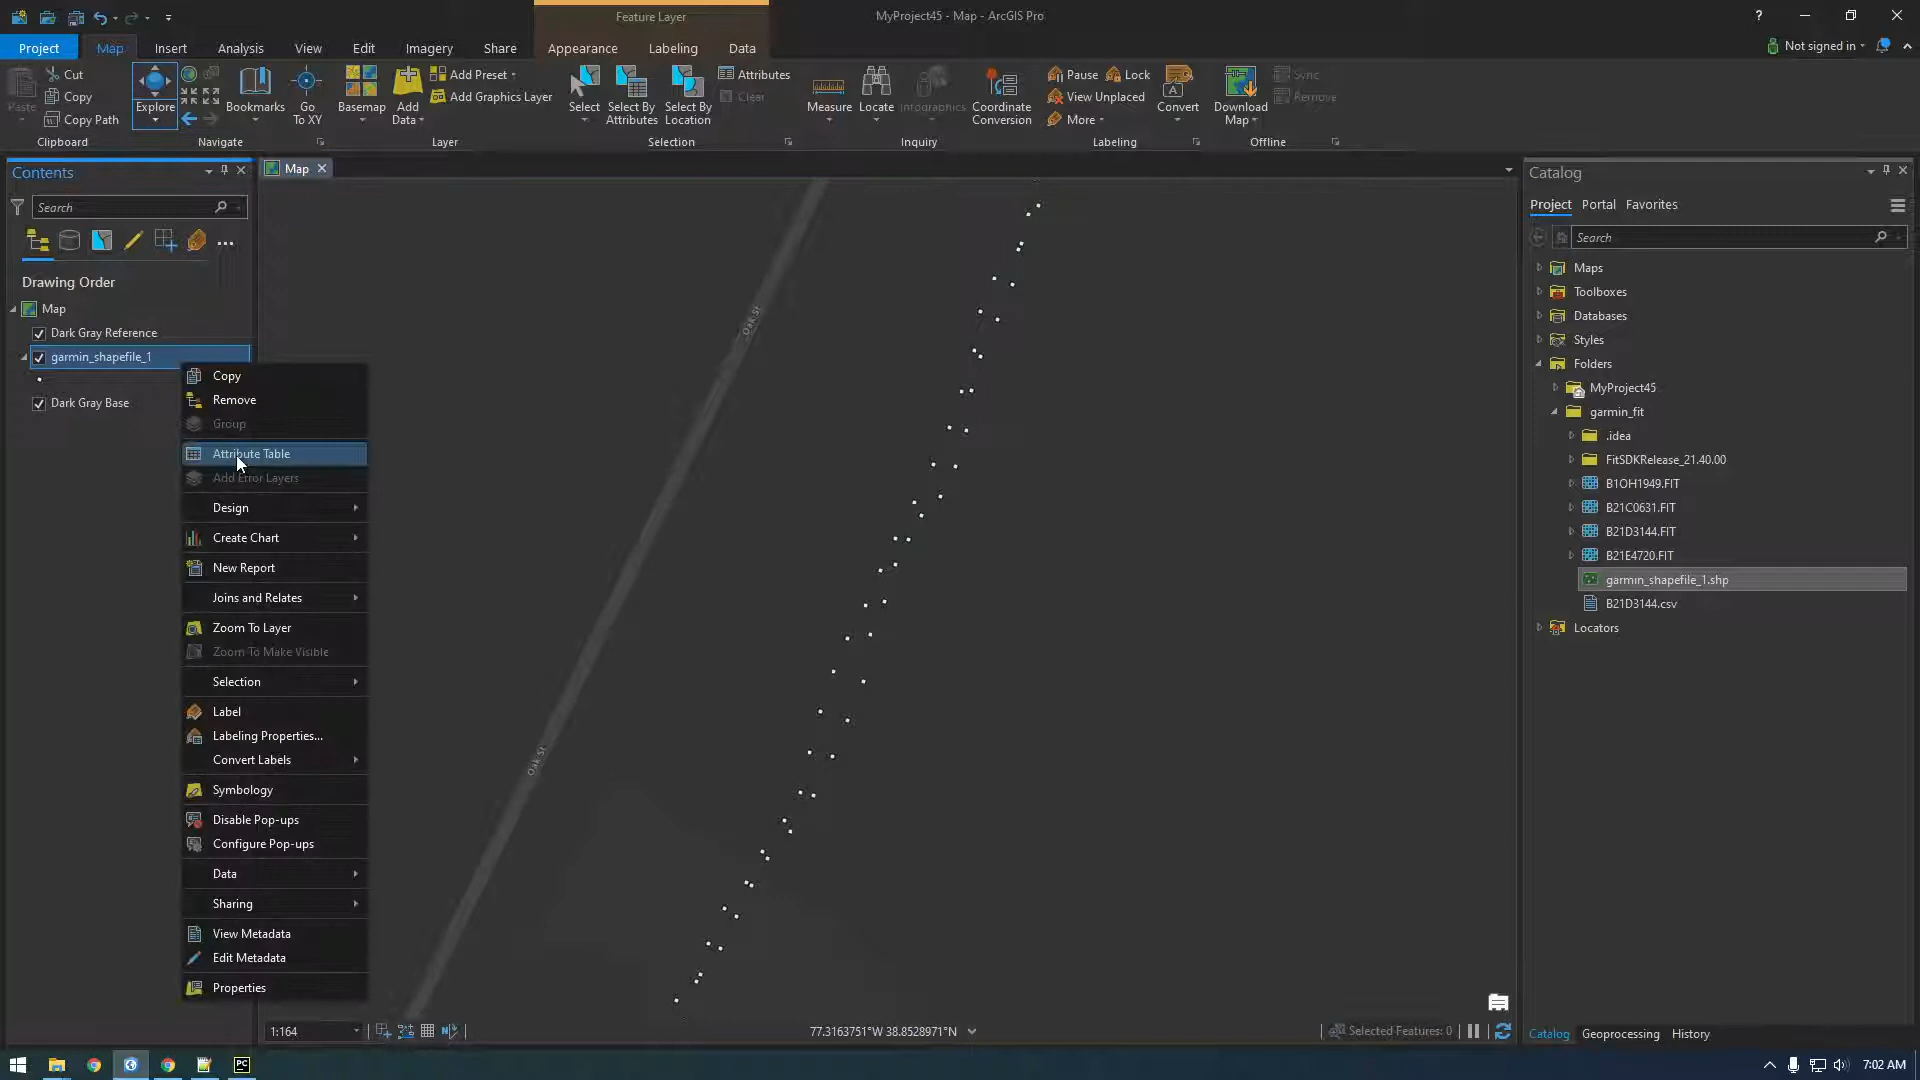 Feature Layer
MyProject45 - Map - ArcGIS Pro
?
Project
Map
Insert
Analysis
View
Edit
Imagery
Share
Appearance
Labeling
Data
Not signed in
Paste
Cut
Copy
Copy Path
Clipboard
Explore
Bookmarks
Go To XY
Navigate
Basemap
Add Data
Add Preset
Add Graphics Layer
Layer
Select
Select By Attributes
Select By Location
Attributes
Clear
Selection
Measure
Locate
Infographics
Coordinate Conversion
Inquiry
Pause
Lock
View Unplaced
More
Convert
Labeling
Download Map
Sync
Remove
Offline
Contents
Search
Drawing Order
Map
Dark Gray Reference
garmin_shapefile_1
Dark Gray Base
Copy
Remove
Group
Attribute Table
Add Error Layers
Design
Create Chart
New Report
Joins and Relates
Zoom To Layer
Zoom To Make Visible
Selection
Label
Labeling Properties...
Convert Labels
Symbology
Disable Pop-ups
Configure Pop-ups
Data
Sharing
View Metadata
Edit Metadata
Properties
Map
Oak St
Oak St
1:164
77.3163751°W 38.8528971°N
Selected Features: 0
Catalog
Project
Portal
Favorites
Search
Maps
Toolboxes
Databases
Styles
Folders
MyProject45
garmin_fit
.idea
FitSDKRelease_21.40.00
B1OH1949.FIT
B21C0631.FIT
B21D3144.FIT
B21E4720.FIT
garmin_shapefile_1.shp
B21D3144.csv
Locators
Catalog
Geoprocessing
History
PC
7:02 AM